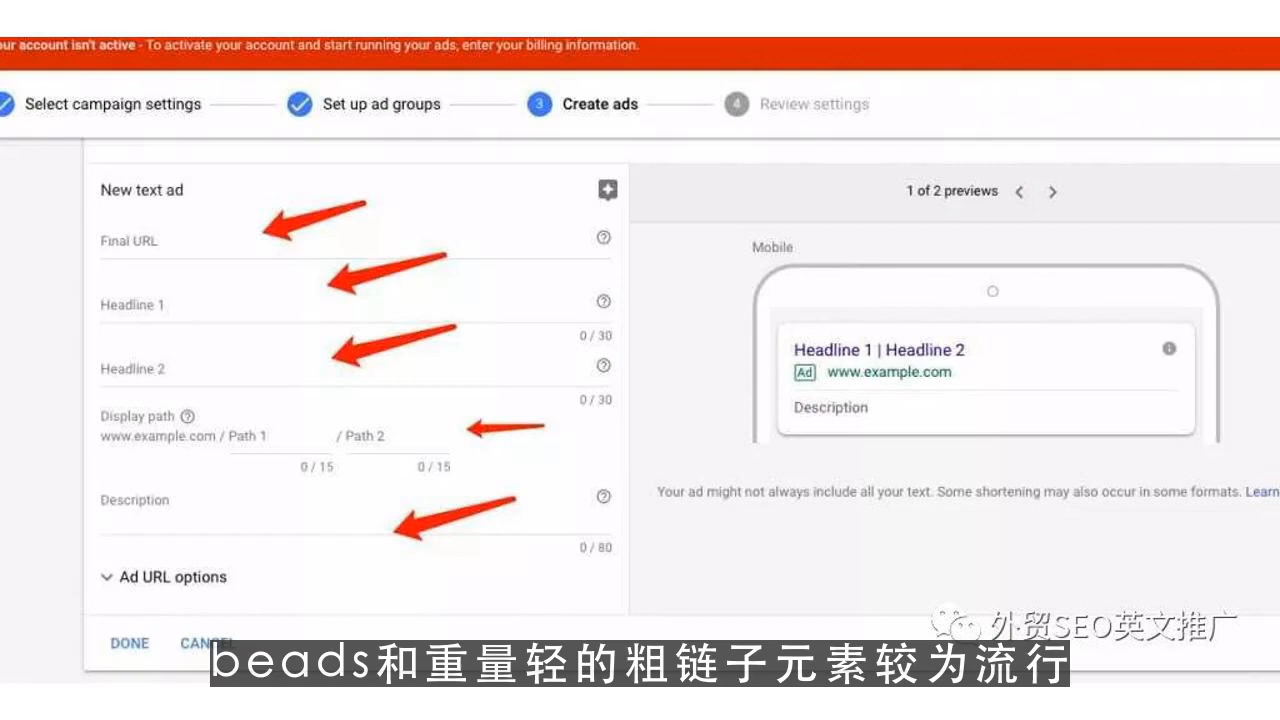 our account isn't active - To activate your account and start running your ads, enter your billing information.
Select campaign settings
Set up ad groups
3 Create ads
4 Review settings
New text ad
Final URL
Headline 1
0 / 30
Headline 2
0 / 30
Display path
www.example.com / Path 1 / Path 2
0 / 15 0 / 15
Description
0 / 80
Ad URL options
DONE CANCEL
1 of 2 previews
Mobile
Headline 1 | Headline 2
Ad www.example.com
Description
Your ad might not always include all your text. Some shortening may also occur in some formats. Learn
外贸SEO英文推广
beads和重量轻的粗链子元素较为流行